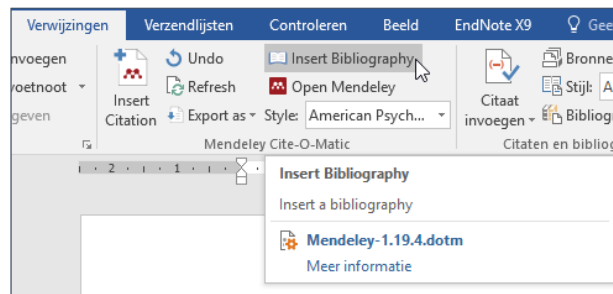 Verwijzingen Verzendlijsten Controleren Beeld EndNote X9 Gee
nvoegen Undo Insert Bibliography Bronne
voetnoot Refresh Open Mendeley Stijl: A
geven Insert Citation Export as Style: American Psych... Citaat invoegen Bibliog
Mendeley Cite-O-Matic Citaten en bibliog
2 1
Insert Bibliography
Insert a bibliography
Mendeley-1.19.4.dotm
Meer informatie